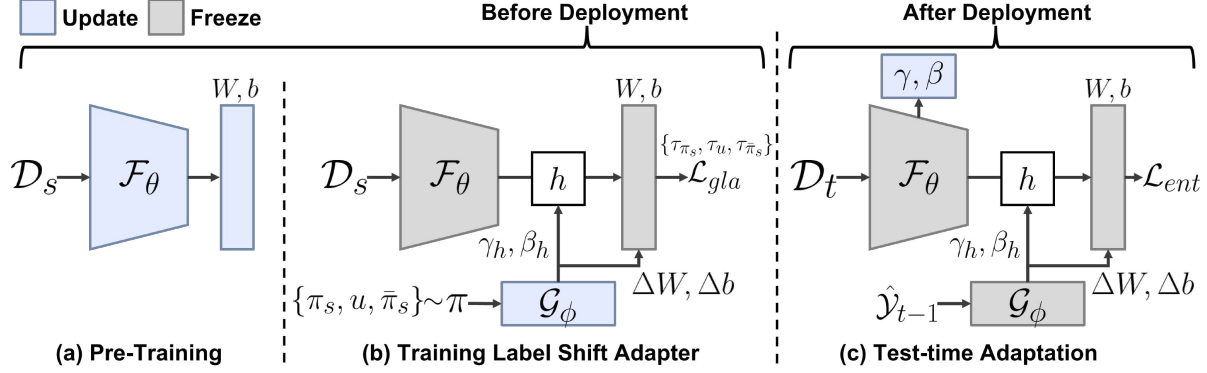 Update
Freeze
Before Deployment
After Deployment
W, b
𝒟_s
ℱ_θ
(a) Pre-Training
𝒟_s
ℱ_θ
h
W, b
{τ_{π_s}, τ_u, τ_{π̄_s}}
ℒ_{gla}
γ_h, β_h
ΔW, Δb
{π_s, u, π̄_s}~π
𝒢_ϕ
(b) Training Label Shift Adapter
γ, β
W, b
𝒟_t
ℱ_θ
h
ℒ_{ent}
γ_h, β_h
ΔW, Δb
𝒴̂_{t−1}
𝒢_ϕ
(c) Test-time Adaptation